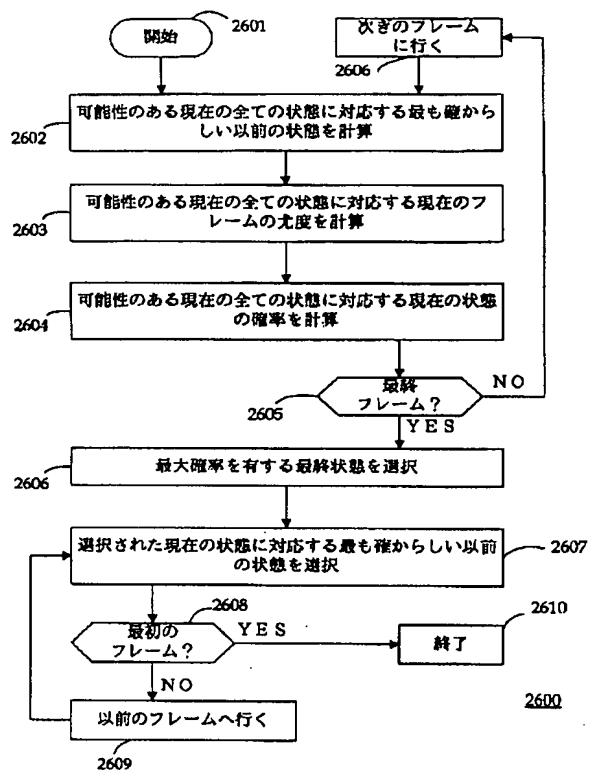 開始
2601
次ぎのフレーム
に行く
2606
可能性のある現在の全ての状態に対応する最も確から
しい以前の状態を計算
2602
可能性のある現在の全ての状態に対応する現在のフ
レームの尤度を計算
2603
可能性のある現在の全ての状態に対応する現在の状態
の確率を計算
2604
最終
フレーム?
NO
2605
YES
最大確率を有する最終状態を選択
2606
選択された現在の状態に対応する最も確からしい以前
の状態を選択
2607
2608
最初の
フレーム?
YES
2610
終了
NO
2600
以前のフレームへ行く
2609